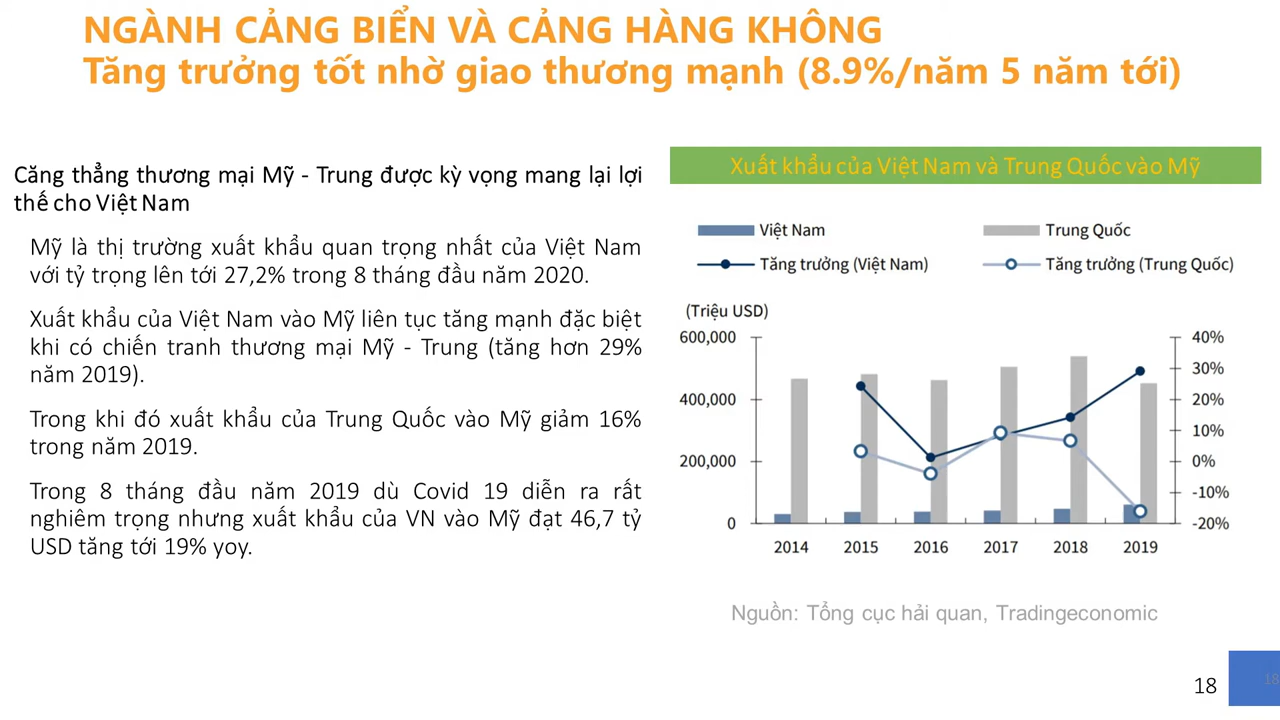 NGÀNH CẢNG BIỂN VÀ CẢNG HÀNG KHÔNG
Tăng trưởng tốt nhờ giao thương mạnh (8.9%/năm 5 năm tới)
Căng thẳng thương mại Mỹ - Trung được kỳ vọng mang lại lợi
thế cho Việt Nam
Mỹ là thị trường xuất khẩu quan trọng nhất của Việt Nam
với tỷ trọng lên tới 27,2% trong 8 tháng đầu năm 2020.
Xuất khẩu của Việt Nam vào Mỹ liên tục tăng mạnh đặc biệt
khi có chiến tranh thương mại Mỹ - Trung (tăng hơn 29%
năm 2019).
Trong khi đó xuất khẩu của Trung Quốc vào Mỹ giảm 16%
trong năm 2019.
Trong 8 tháng đầu năm 2019 dù Covid 19 diễn ra rất
nghiêm trọng nhưng xuất khẩu của VN vào Mỹ đạt 46,7 tỷ
USD tăng tới 19% yoy.
Xuất khẩu của Việt Nam và Trung Quốc vào Mỹ
Việt Nam Trung Quốc
Tăng trưởng (Việt Nam) Tăng trưởng (Trung Quốc)
(Triệu USD)
600,000 40%
30%
400,000 20%
10%
200,000 0%
-10%
0 -20%
2014 2015 2016 2017 2018 2019
Nguồn: Tổng cục hải quan, Tradingeconomic
18
18